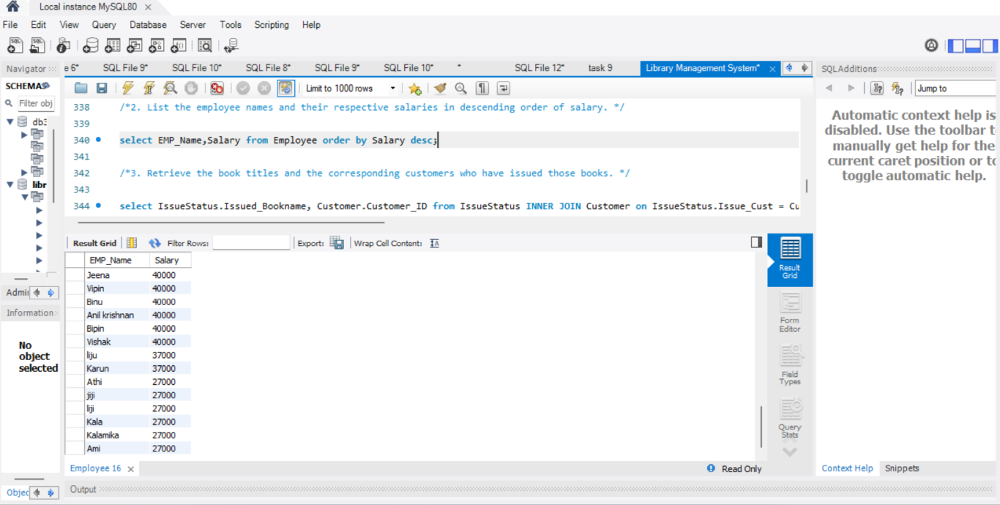 Local instance MySQL80
File Edit View Query Database Server Tools Scripting Help
Navigator
SCHEMAS
Filter obj
db3
libr
Admin
Information
No
object
selected
Objec
e 6* SQL File 9* SQL File 10* SQL File 8* SQL File 9* SQL File 10* * SQL File 12* task 9 Library Management System*
Limit to 1000 rows
338 /*2. List the employee names and their respective salaries in descending order of salary. */
339
340 select EMP_Name,Salary from Employee order by Salary desc;
341
342 /*3. Retrieve the book titles and the corresponding customers who have issued those books. */
343
344 select IssueStatus.Issued_Bookname, Customer.Customer_ID from IssueStatus INNER JOIN Customer on IssueStatus.Issue_Cust = Cu
Result Grid Filter Rows: Export: Wrap Cell Content:
EMP_Name Salary
Jeena 40000
Vipin 40000
Binu 40000
Anil krishnan 40000
Bipin 40000
Vishak 40000
liju 37000
Karun 37000
Athi 27000
jiji 27000
liji 27000
Kala 27000
Kalamika 27000
Ami 27000
Result
Grid
Form
Editor
Field
Types
Query
Stats
Employee 16
Read Only
Output
SQLAdditions
Jump to
Automatic context help is
disabled. Use the toolbar t
manually get help for the
current caret position or to
toggle automatic help.
Context Help Snippets